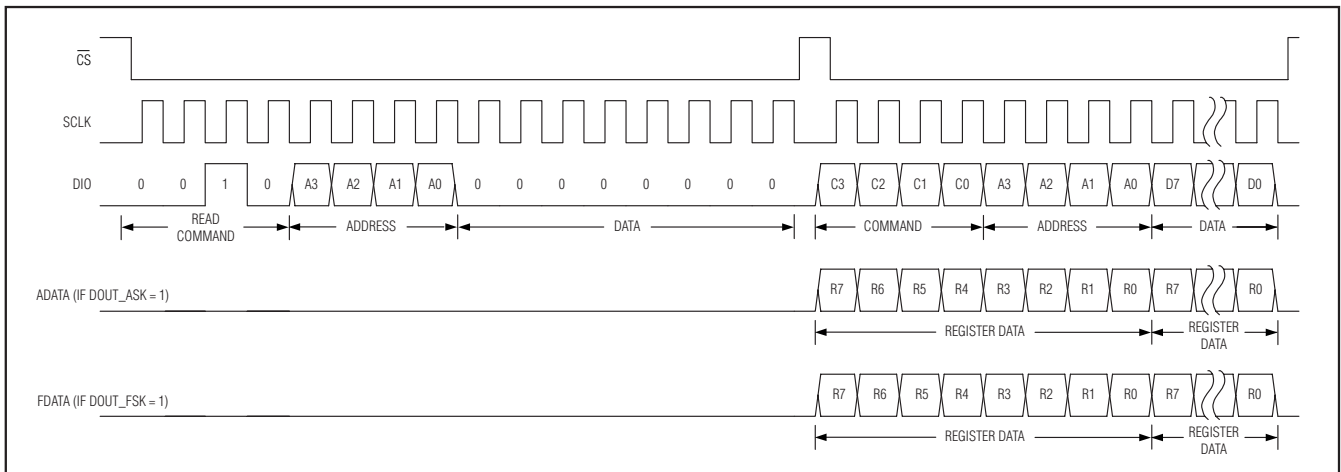 CS
SCLK
DIO 0 0 1 0 A3 A2 A1 A0 0 0 0 0 0 0 0 0 C3 C2 C1 C0 A3 A2 A1 A0 D7 D0
READ COMMAND ADDRESS DATA COMMAND ADDRESS DATA
ADATA (IF DOUT_ASK = 1) R7 R6 R5 R4 R3 R2 R1 R0 R7 R0
REGISTER DATA REGISTER DATA
FDATA (IF DOUT_FSK = 1) R7 R6 R5 R4 R3 R2 R1 R0 R7 R0
REGISTER DATA REGISTER DATA